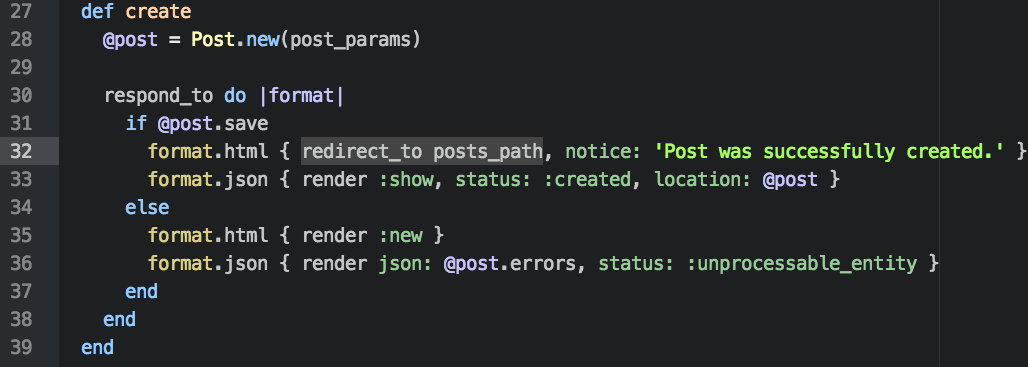 27 def create
28 @post = Post.new(post_params)
29
30 respond_to do |format|
31 if @post.save
32 format.html { redirect_to posts_path, notice: 'Post was successfully created.' }
33 format.json { render :show, status: :created, location: @post }
34 else
35 format.html { render :new }
36 format.json { render json: @post.errors, status: :unprocessable_entity }
37 end
38 end
39 end